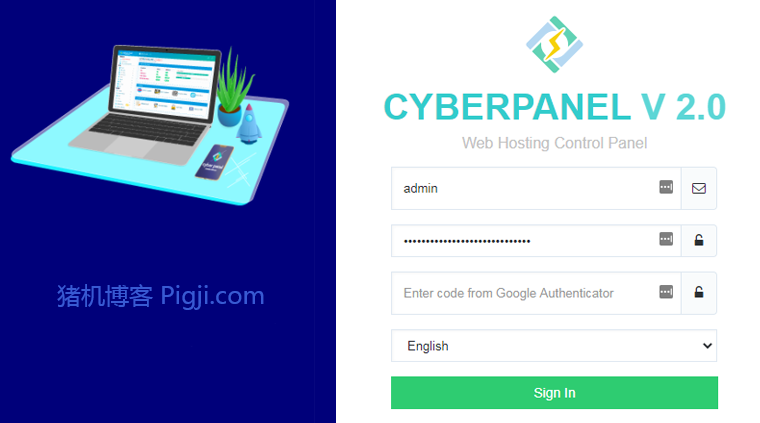 CYBERPANEL V 2.0
Web Hosting Control Panel
admin
••••••••••••••••••••••••••••••
Enter code from Google Authenticator
English
Sign In
猪机博客 Pigji.com